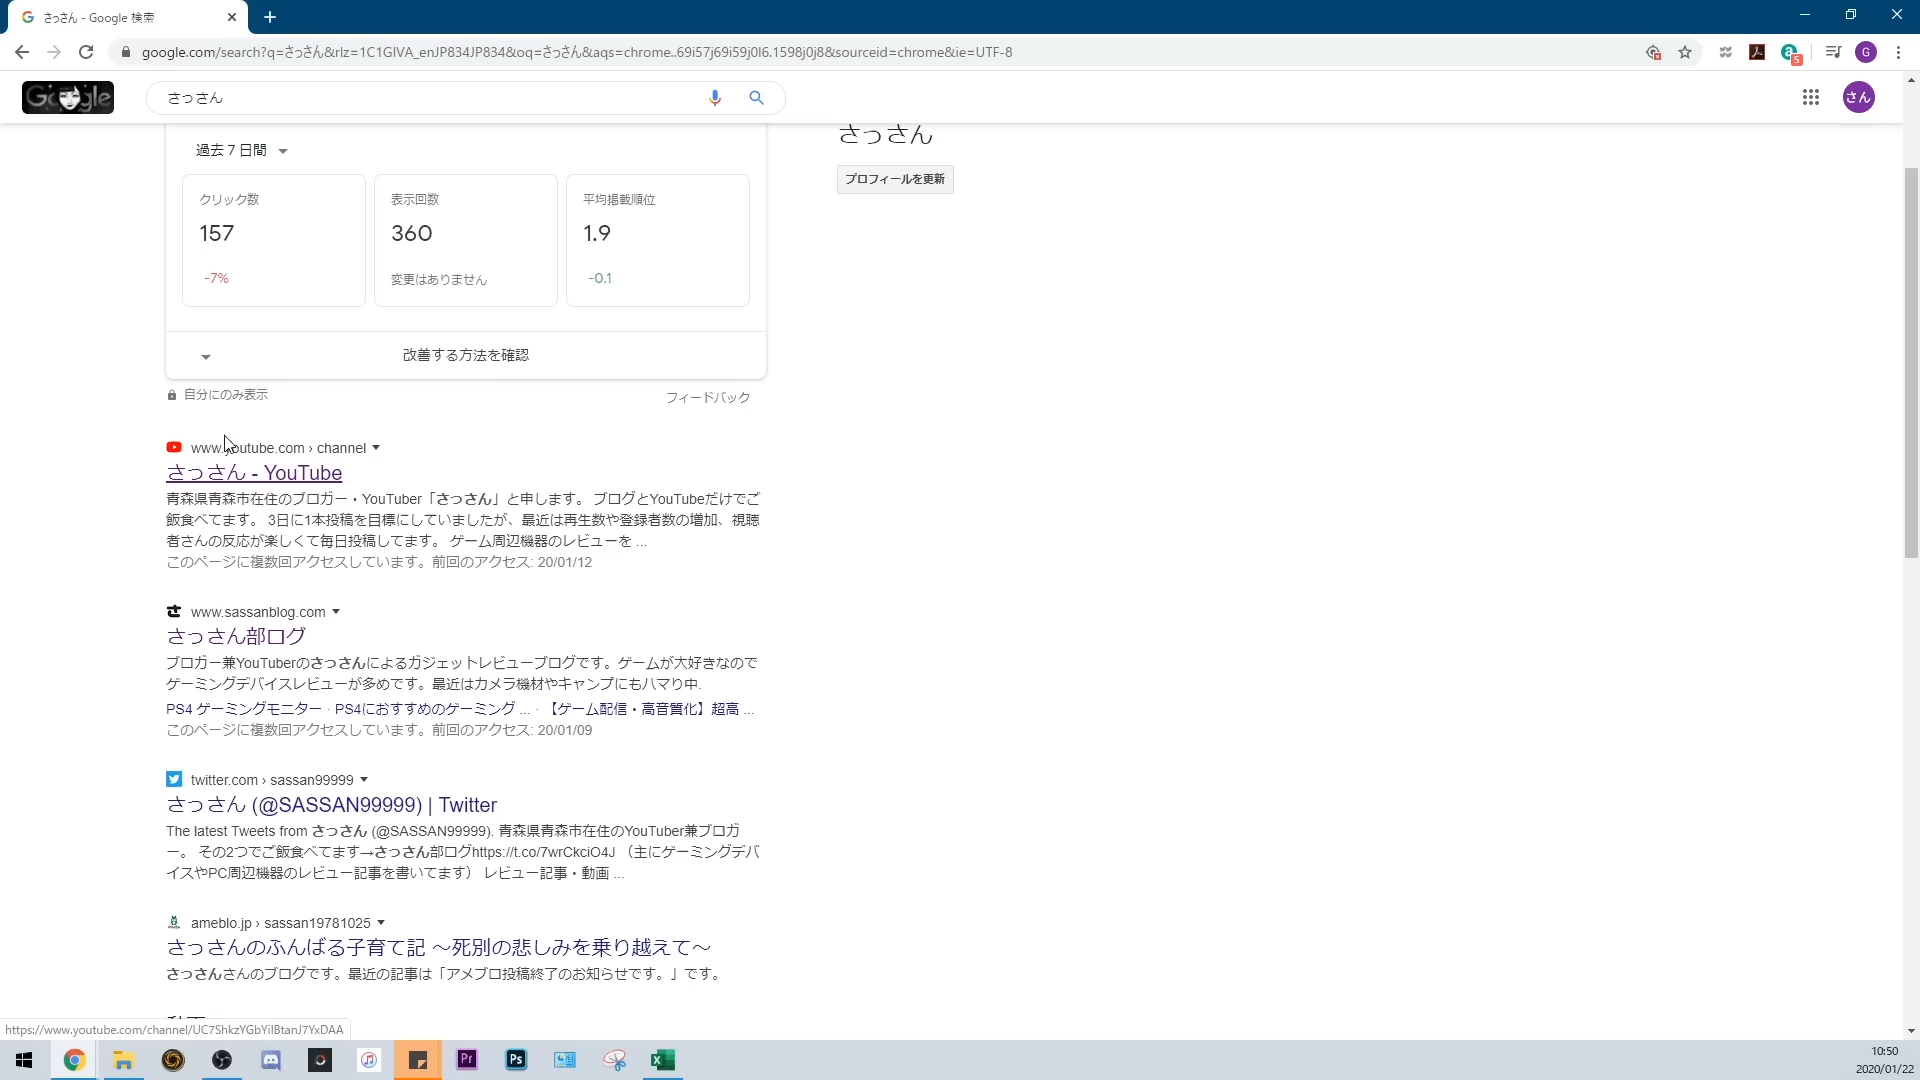 さっさん - Google 検索
google.com/search?q=さっさん&rlz=1C1GIVA_enJP834JP834&oq=さっさん&aqs=chrome..69i57j69i59j0l6.1598j0j8&sourceid=chrome&ie=UTF-8
5
G
Google
さっさん
さん
さっさん
プロフィールを更新
過去 7 日間
クリック数
157
-7%
表示回数
360
変更はありません
平均掲載順位
1.9
-0.1
改善する方法を確認
自分にのみ表示
フィードバック
www.youtube.com › channel
さっさん - YouTube
青森県青森市在住のブロガー・YouTuber「さっさん」と申します。 ブログとYouTubeだけでご
飯食べてます。 3日に1本投稿を目標にしていましたが、最近は再生数や登録者数の増加、視聴
者さんの反応が楽しくて毎日投稿してます。 ゲーム周辺機器のレビューを ...
このページに複数回アクセスしています。前回のアクセス: 20/01/12
www.sassanblog.com
さっさん部ログ
ブロガー兼YouTuberのさっさんによるガジェットレビューブログです。ゲームが大好きなので
ゲーミングデバイスレビューが多めです。最近はカメラ機材やキャンプにもハマり中.
PS4 ゲーミングモニター · PS4におすすめのゲーミング ... · 【ゲーム配信・高音質化】超高 ...
このページに複数回アクセスしています。前回のアクセス: 20/01/09
twitter.com › sassan99999
さっさん (@SASSAN99999) | Twitter
The latest Tweets from さっさん (@SASSAN99999). 青森県青森市在住のYouTuber兼ブロガ
ー。 その2つでご飯食べてます→さっさん部ログhttps://t.co/7wrCkciO4J （主にゲーミングデバ
イスやPC周辺機器のレビュー記事を書いてます） レビュー記事・動画 ...
ameblo.jp › sassan19781025
さっさんのふんばる子育て記 〜死別の悲しみを乗り越えて〜
さっさんさんのブログです。最近の記事は「アメブロ投稿終了のお知らせです。」です。
https://www.youtube.com/channel/UC7ShkzYGbYilBtanJ7YxDAA
Pr
Ps
10:50
2020/01/22